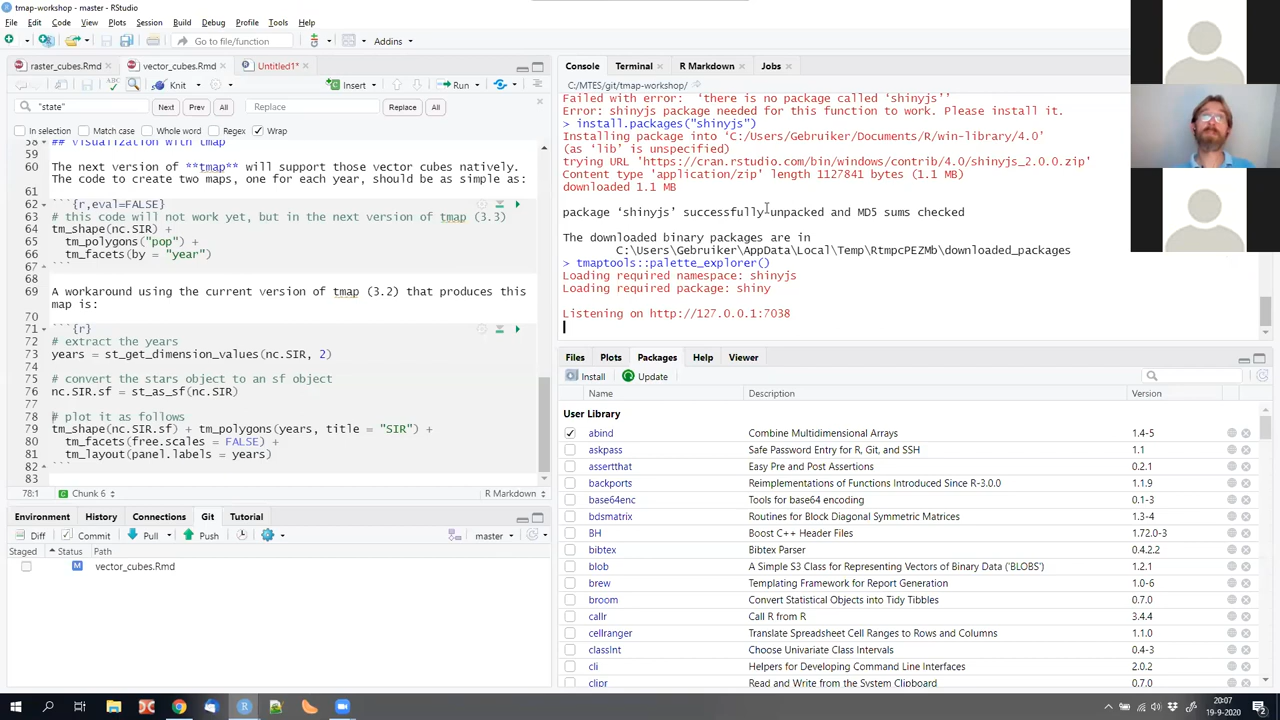 tmap-workshop - master - RStudio
File Edit Code View Plots Session Build Debug Profile Tools Help
Go to file/function Addins
raster_cubes.Rmd vector_cubes.Rmd Untitled1*
Knit Insert Run
"state" Next Prev All Replace Replace All
In selection Match case Whole word Regex Wrap
58 ## Visualization with tmap
59
60 The next version of **tmap** will support those vector cubes natively.
The code to create two maps, one for each year, should be as simple as:
61
62 ```{r,eval=FALSE}
63 # this code will not work yet, but in the next version of tmap (3.3)
64 tm_shape(nc.SIR) +
65 tm_polygons("pop") +
66 tm_facets(by = "year")
67 ```
68
69 A workaround using the current version of tmap (3.2) that produces this
map is:
70
71 ```{r}
72 # extract the years
73 years = st_get_dimension_values(nc.SIR, 2)
74
75 # convert the stars object to an sf object
76 nc.SIR.sf = st_as_sf(nc.SIR)
77
78 # plot it as follows
79 tm_shape(nc.SIR.sf) + tm_polygons(years, title = "SIR") +
80 tm_facets(free.scales = FALSE) +
81 tm_layout(panel.labels = years)
82 ```
83
78:1 Chunk 6 R Markdown
Environment History Connections Git Tutorial
Diff Commit Pull Push master
Staged Status Path
M vector_cubes.Rmd
Console Terminal R Markdown Jobs
C:/MTES/git/tmap-workshop/
Failed with error: ‘there is no package called ‘shinyjs’’
Error: Shinyjs package needed for this function to work. Please install it.
> install.packages("shinyjs")
Installing package into ‘C:/Users/Gebruiker/Documents/R/win-library/4.0’
(as ‘lib’ is unspecified)
trying URL 'https://cran.rstudio.com/bin/windows/contrib/4.0/shinyjs_2.0.0.zip'
Content type 'application/zip' length 1127841 bytes (1.1 MB)
downloaded 1.1 MB
package ‘shinyjs’ successfully unpacked and MD5 sums checked
The downloaded binary packages are in
C:\Users\Gebruiker\AppData\Local\Temp\RtmpcPEZMb\downloaded_packages
> tmaptools::palette_explorer()
Loading required namespace: shinyjs
Loading required package: shiny
Listening on http://127.0.0.1:7038
Files Plots Packages Help Viewer
Install Update
Name Description Version
User Library
abind Combine Multidimensional Arrays 1.4-5
askpass Safe Password Entry for R, Git, and SSH 1.1
assertthat Easy Pre and Post Assertions 0.2.1
backports Reimplementations of Functions Introduced Since R-3.0.0 1.1.9
base64enc Tools for base64 encoding 0.1-3
bdsmatrix Routines for Block Diagonal Symmetric Matrices 1.3-4
BH Boost C++ Header Files 1.72.0-3
bibtex Bibtex Parser 0.4.2.2
blob A Simple S3 Class for Representing Vectors of Binary Data ('BLOBS') 1.2.1
brew Templating Framework for Report Generation 1.0-6
broom Convert Statistical Objects into Tidy Tibbles 0.7.0
callr Call R from R 3.4.4
cellranger Translate Spreadsheet Cell Ranges to Rows and Columns 1.1.0
classInt Choose Univariate Class Intervals 0.4-3
cli Helpers for Developing Command Line Interfaces 2.0.2
clipr Read and Write from the System Clipboard 0.7.0
20:07
19-9-2020
2